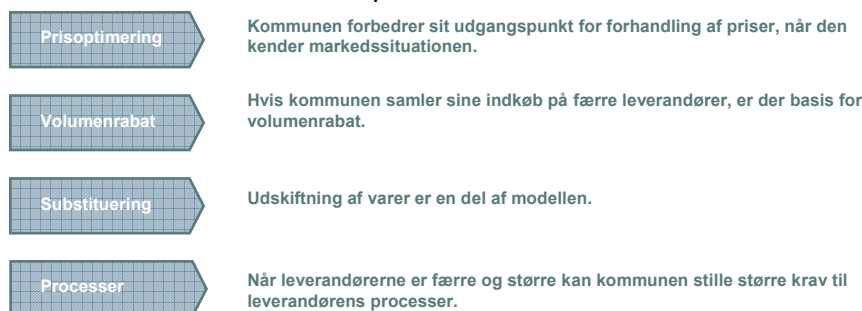 Prisoptimering
Kommunen forbedrer sit udgangspunkt for forhandling af priser, når den
kender markedssituationen.
Volumenrabat
Hvis kommunen samler sine indkøb på færre leverandører, er der basis for
volumenrabat.
Substituering
Udskiftning af varer er en del af modellen.
Processer
Når leverandørerne er færre og større kan kommunen stille større krav til
leverandørens processer.